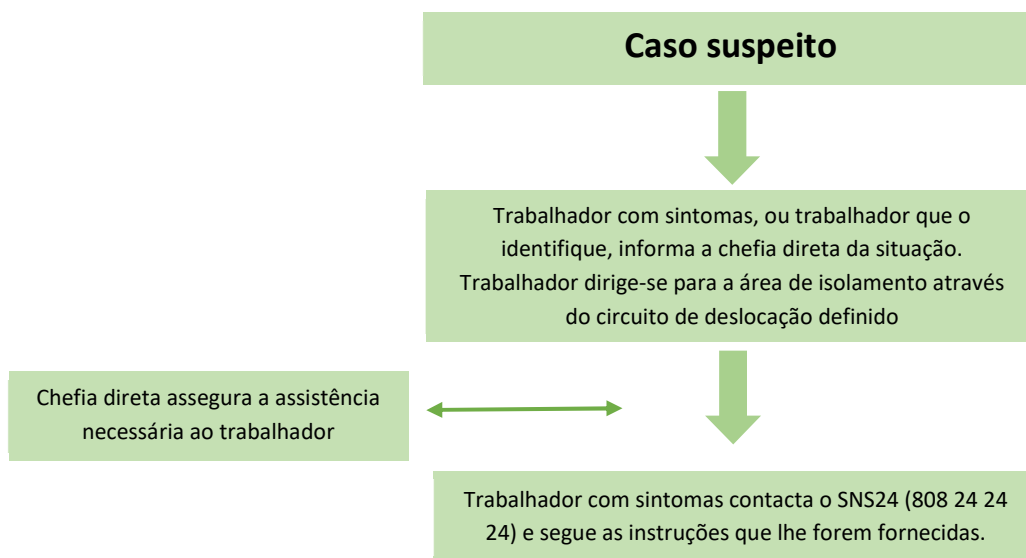 Caso suspeito
Trabalhador com sintomas, ou trabalhador que o
identifique, informa a chefia direta da situação.
Trabalhador dirige-se para a área de isolamento através
do circuito de deslocação definido
Chefia direta assegura a assistência
necessária ao trabalhador
Trabalhador com sintomas contacta o SNS24 (808 24 24
24) e segue as instruções que lhe forem fornecidas.